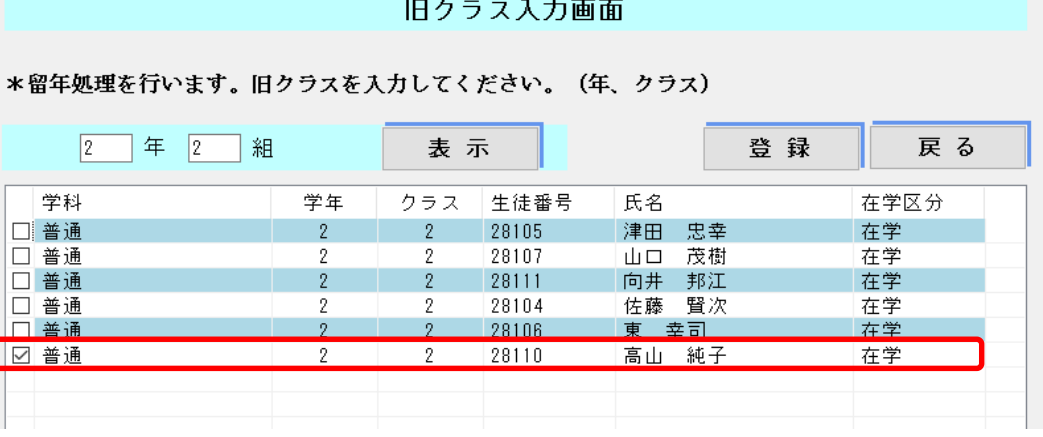 旧クラス入力画面
＊留年処理を行います。旧クラスを入力してください。（年、クラス）
2 年 2 組 表 示 登 録 戻 る
学科 学年 クラス 生徒番号 氏名 在学区分
普通 2 2 28105 津田　忠幸 在学
普通 2 2 28107 山口　茂樹 在学
普通 2 2 28111 向井　邦江 在学
普通 2 2 28104 佐藤　賢次 在学
普通 2 2 28106 東　幸司 在学
普通 2 2 28110 高山　純子 在学